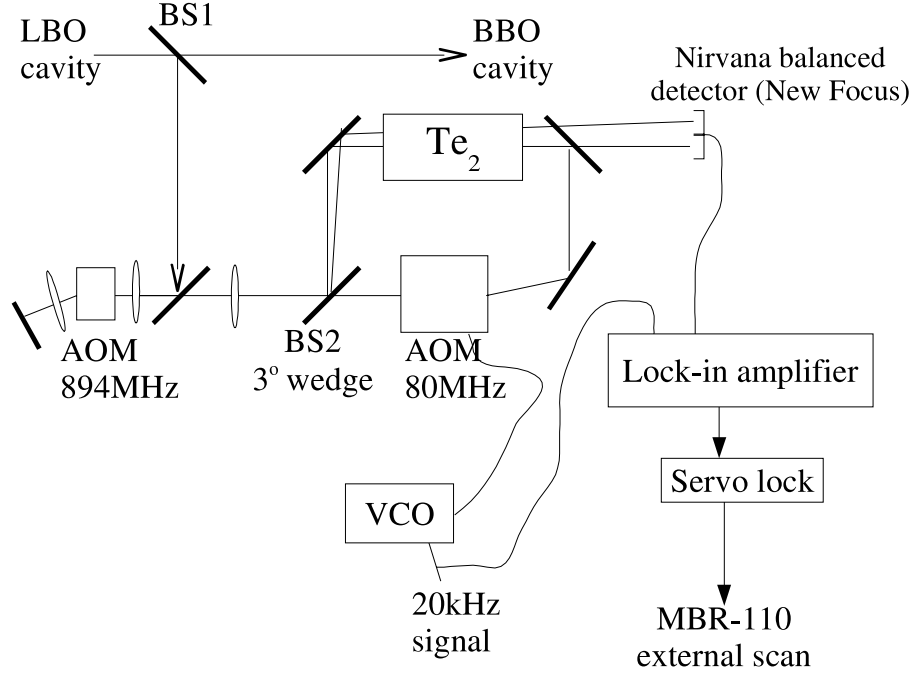 BS1
LBO
cavity
BBO
cavity
Nirvana balanced
detector (New Focus)
Te2
AOM
894MHz
BS2
3° wedge
AOM
80MHz
Lock-in amplifier
Servo lock
VCO
20kHz
signal
MBR-110
external scan